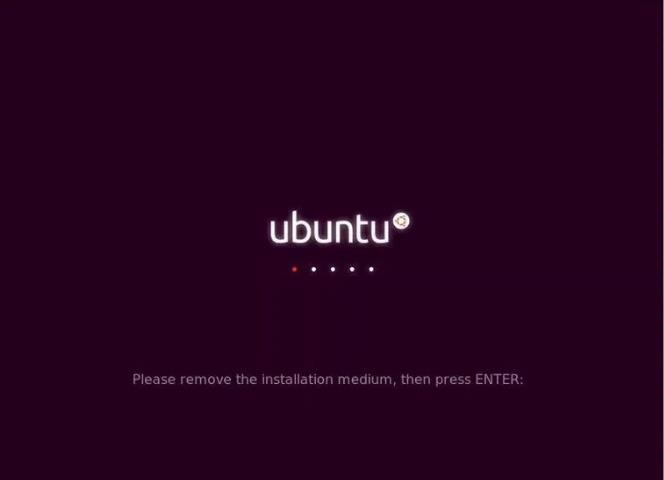 ubuntu
Please remove the installation medium, then press ENTER: